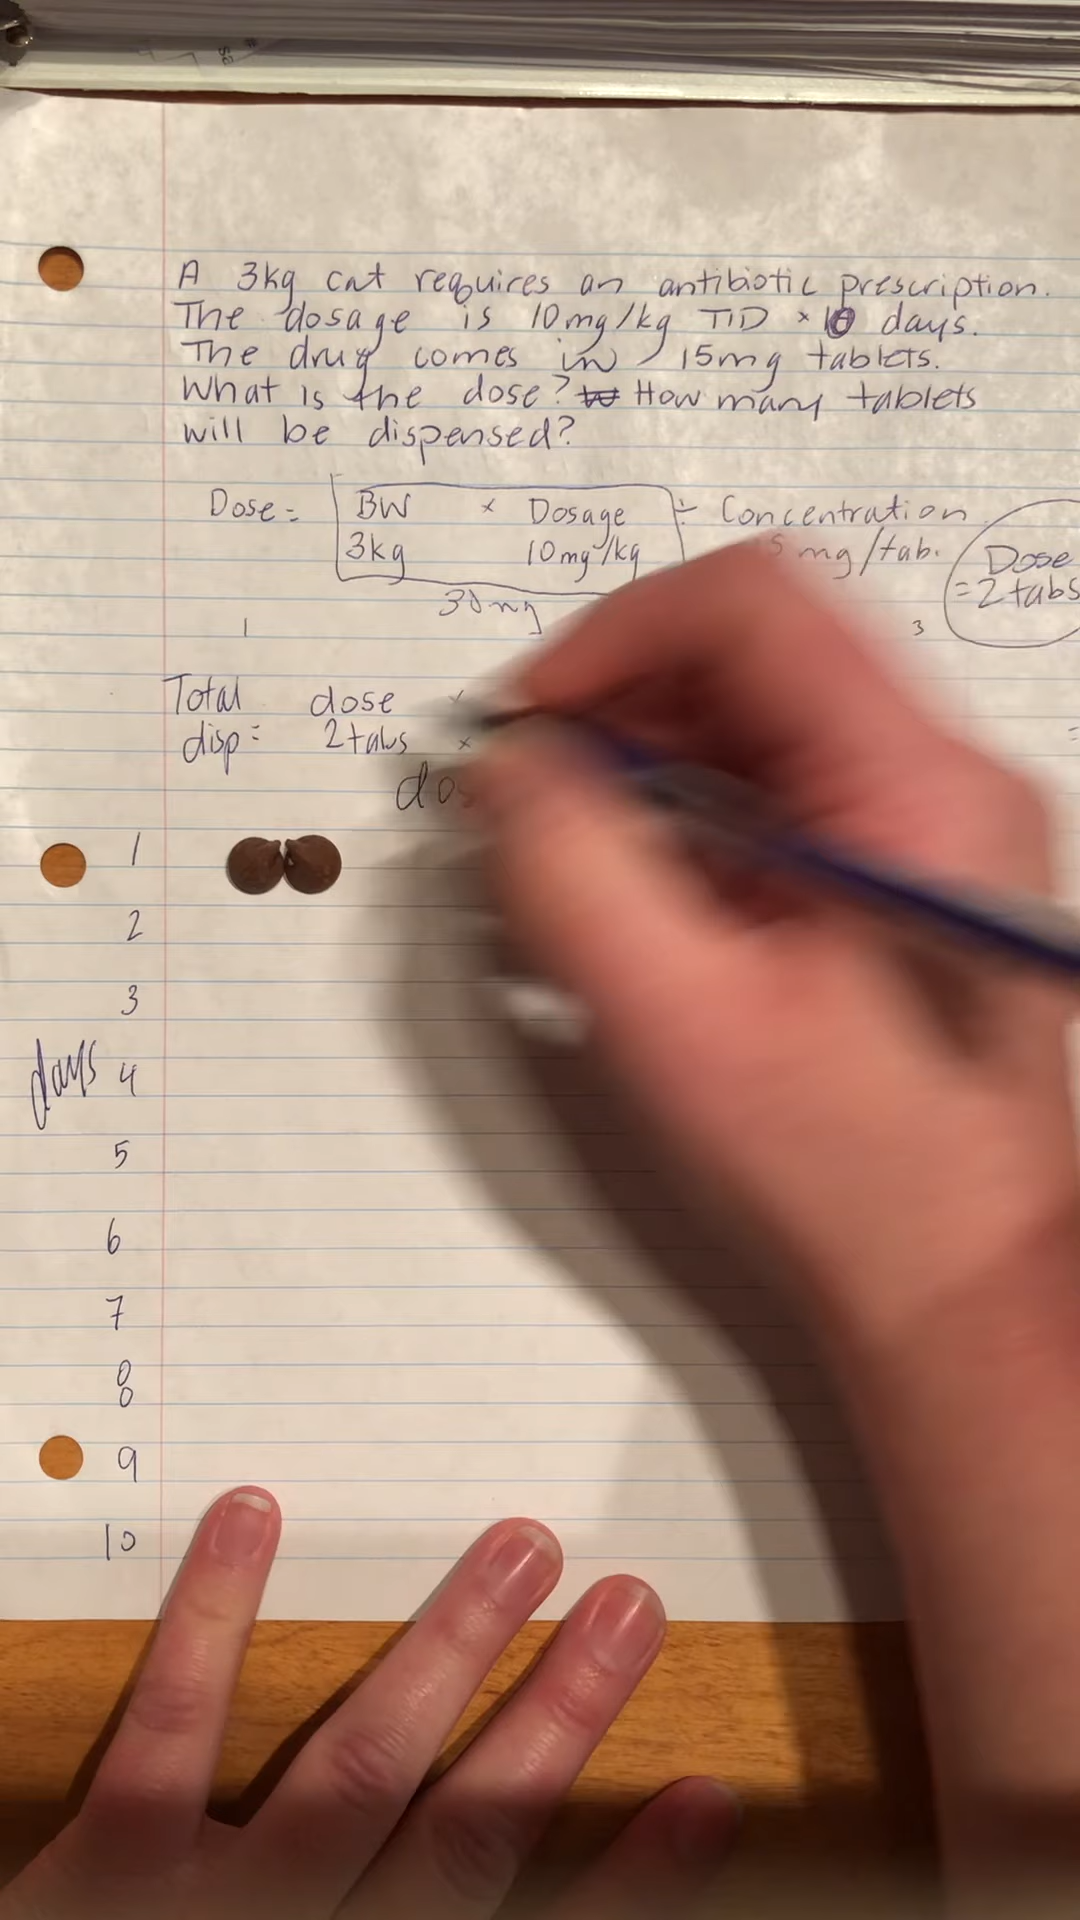 A 3kg cat requires an antibiotic prescription.
The dosage is 10mg/kg TID × 10 days.
The drug comes in 15mg tablets.
What is the dose? How many tablets
will be dispensed?
Dose = BW × Dosage ÷ Concentration
3kg 10mg/kg mg/tab. Dose
= 2 tabs
30mg
1 3
Total dose ×
disp = 2 tabs × =
1
2
3
days 4
5
6
7
8
9
10